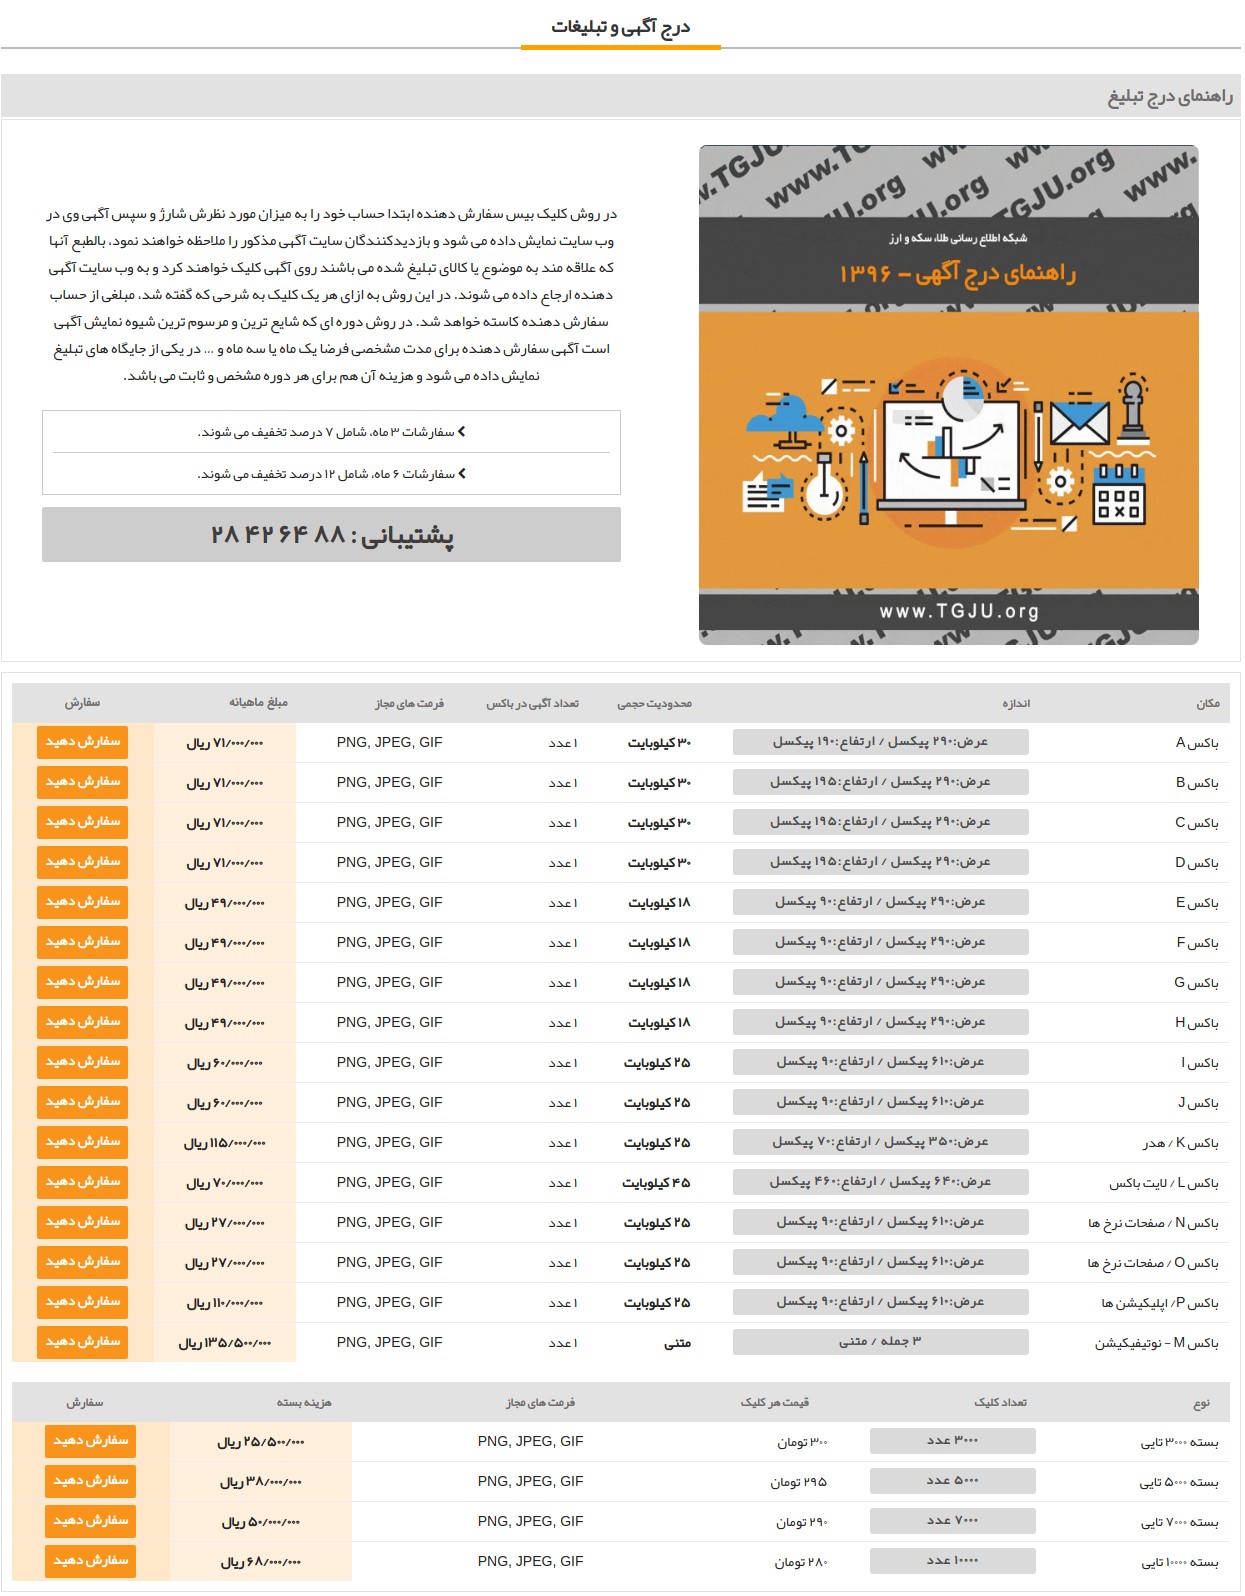 درج آگهی و تبلیغات
راهنمای درج تبلیغ
www.TGJU.org
شبکه اطلاع رسانی طلا، سکه و ارز
راهنمای درج آگهی – ۱۳۹۶
www.TGJU.org
در روش کلیک بیس سفارش دهنده ابتدا حساب خود را به میزان مورد نظرش شارژ و سپس آگهی وی در
وب سایت نمایش داده می شود و بازدیدکنندگان سایت آگهی مذکور را ملاحظه خواهند نمود، بالطبع آنها
که علاقه مند به موضوع یا کالای تبلیغ شده می باشند روی آگهی کلیک خواهند کرد و به وب سایت آگهی
دهنده ارجاع داده می شوند. در این روش به ازای هر یک کلیک به شرحی که گفته شد، مبلغی از حساب
سفارش دهنده کاسته خواهد شد. در روش دوره ای که شایع ترین و مرسوم ترین شیوه نمایش آگهی
است آگهی سفارش دهنده برای مدت مشخصی فرضا یک ماه یا سه ماه و ... در یکی از جایگاه های تبلیغ
نمایش داده می شود و هزینه آن هم برای هر دوره مشخص و ثابت می باشد.
سفارشات ۳ ماه، شامل ۷ درصد تخفیف می شوند.
سفارشات ۶ ماه، شامل ۱۲ درصد تخفیف می شوند.
پشتیبانی : ۸۸ ۶۴ ۴۲ ۲۸
مکان اندازه محدودیت حجمی تعداد آگهی در باکس فرمت های مجاز مبلغ ماهیانه سفارش
باکس A عرض:۲۹۰ پیکسل / ارتفاع:۱۹۰ پیکسل ۳۰ کیلوبایت ۱ عدد PNG, JPEG, GIF ۷۱/۰۰۰/۰۰۰ ریال سفارش دهید
باکس B عرض:۲۹۰ پیکسل / ارتفاع:۱۹۵ پیکسل ۳۰ کیلوبایت ۱ عدد PNG, JPEG, GIF ۷۱/۰۰۰/۰۰۰ ریال سفارش دهید
باکس C عرض:۲۹۰ پیکسل / ارتفاع:۱۹۵ پیکسل ۳۰ کیلوبایت ۱ عدد PNG, JPEG, GIF ۷۱/۰۰۰/۰۰۰ ریال سفارش دهید
باکس D عرض:۲۹۰ پیکسل / ارتفاع:۱۹۵ پیکسل ۳۰ کیلوبایت ۱ عدد PNG, JPEG, GIF ۷۱/۰۰۰/۰۰۰ ریال سفارش دهید
باکس E عرض:۲۹۰ پیکسل / ارتفاع:۹۰ پیکسل ۱۸ کیلوبایت ۱ عدد PNG, JPEG, GIF ۴۹/۰۰۰/۰۰۰ ریال سفارش دهید
باکس F عرض:۲۹۰ پیکسل / ارتفاع:۹۰ پیکسل ۱۸ کیلوبایت ۱ عدد PNG, JPEG, GIF ۴۹/۰۰۰/۰۰۰ ریال سفارش دهید
باکس G عرض:۲۹۰ پیکسل / ارتفاع:۹۰ پیکسل ۱۸ کیلوبایت ۱ عدد PNG, JPEG, GIF ۴۹/۰۰۰/۰۰۰ ریال سفارش دهید
باکس H عرض:۲۹۰ پیکسل / ارتفاع:۹۰ پیکسل ۱۸ کیلوبایت ۱ عدد PNG, JPEG, GIF ۴۹/۰۰۰/۰۰۰ ریال سفارش دهید
باکس I عرض:۶۱۰ پیکسل / ارتفاع:۹۰ پیکسل ۲۵ کیلوبایت ۱ عدد PNG, JPEG, GIF ۶۰/۰۰۰/۰۰۰ ریال سفارش دهید
باکس J عرض:۶۱۰ پیکسل / ارتفاع:۹۰ پیکسل ۲۵ کیلوبایت ۱ عدد PNG, JPEG, GIF ۶۰/۰۰۰/۰۰۰ ریال سفارش دهید
باکس K / هدر عرض:۳۵۰ پیکسل / ارتفاع:۷۰ پیکسل ۲۵ کیلوبایت ۱ عدد PNG, JPEG, GIF ۱۱۵/۰۰۰/۰۰۰ ریال سفارش دهید
باکس L / لایت باکس عرض:۶۴۰ پیکسل / ارتفاع:۴۶۰ پیکسل ۴۵ کیلوبایت ۱ عدد PNG, JPEG, GIF ۷۰/۰۰۰/۰۰۰ ریال سفارش دهید
باکس N / صفحات نرخ ها عرض:۶۱۰ پیکسل / ارتفاع:۹۰ پیکسل ۲۵ کیلوبایت ۱ عدد PNG, JPEG, GIF ۲۷/۰۰۰/۰۰۰ ریال سفارش دهید
باکس O / صفحات نرخ ها عرض:۶۱۰ پیکسل / ارتفاع:۹۰ پیکسل ۲۵ کیلوبایت ۱ عدد PNG, JPEG, GIF ۲۷/۰۰۰/۰۰۰ ریال سفارش دهید
باکس P/ اپلیکیشن ها عرض:۶۱۰ پیکسل / ارتفاع:۹۰ پیکسل ۲۵ کیلوبایت ۱ عدد PNG, JPEG, GIF ۱۱۰/۰۰۰/۰۰۰ ریال سفارش دهید
باکس M - نوتیفیکیشن ۳ جمله / متنی متنی ۱ عدد PNG, JPEG, GIF ۱۳۵/۵۰۰/۰۰۰ ریال سفارش دهید
نوع تعداد کلیک قیمت هر کلیک فرمت های مجاز هزینه بسته سفارش
بسته ۳۰۰۰ تایی ۳۰۰۰ عدد ۳۰۰ تومان PNG, JPEG, GIF ۲۵/۵۰۰/۰۰۰ ریال سفارش دهید
بسته ۵۰۰۰ تایی ۵۰۰۰ عدد ۲۹۵ تومان PNG, JPEG, GIF ۳۸/۰۰۰/۰۰۰ ریال سفارش دهید
بسته ۷۰۰۰ تایی ۷۰۰۰ عدد ۲۹۰ تومان PNG, JPEG, GIF ۵۰/۰۰۰/۰۰۰ ریال سفارش دهید
بسته ۱۰۰۰۰ تایی ۱۰۰۰۰ عدد ۲۸۰ تومان PNG, JPEG, GIF ۶۸/۰۰۰/۰۰۰ ریال سفارش دهید